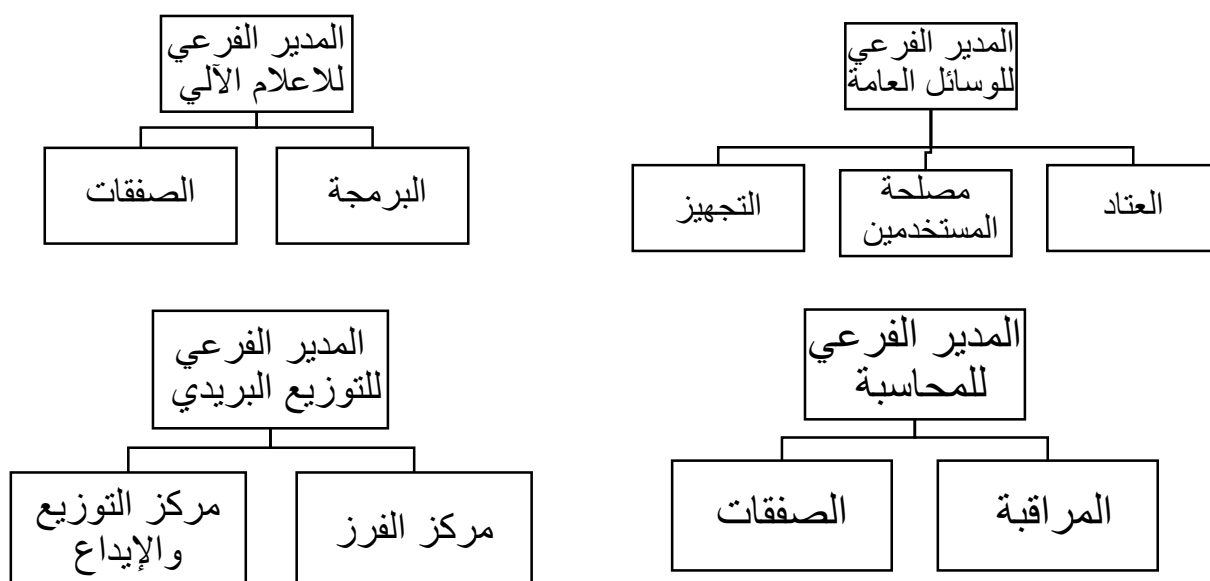 المدير الفرعي
للوسائل العامة
العتاد
مصلحة
المستخدمين
التجهيز
المدير الفرعي
للاعلام الآلي
البرمجة
الصفقات
المدير الفرعي
للمحاسبة
المراقبة
الصفقات
المدير الفرعي
للتوزيع البريدي
مركز الفرز
مركز التوزيع
والإيداع